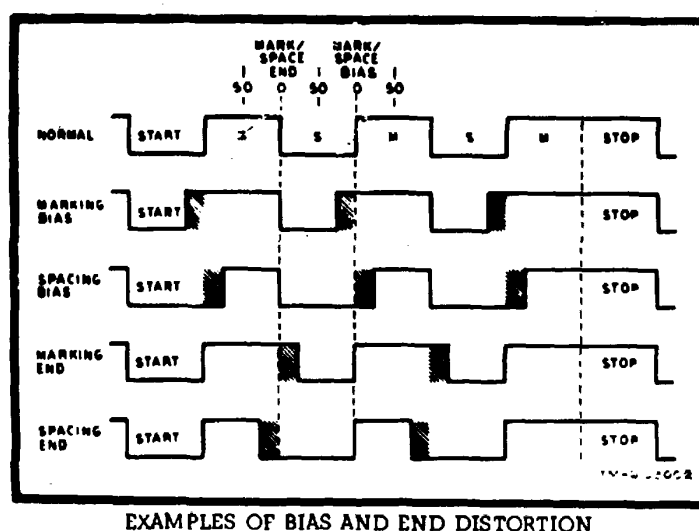 MARK/ MARK/
SPACE SPACE
END BIAS
50 0 50 0 50
NORMAL START M S M S M STOP
MARKING BIAS START STOP
SPACING BIAS START STOP
MARKING END START STOP
SPACING END START STOP
EXAMPLES OF BIAS AND END DISTORTION